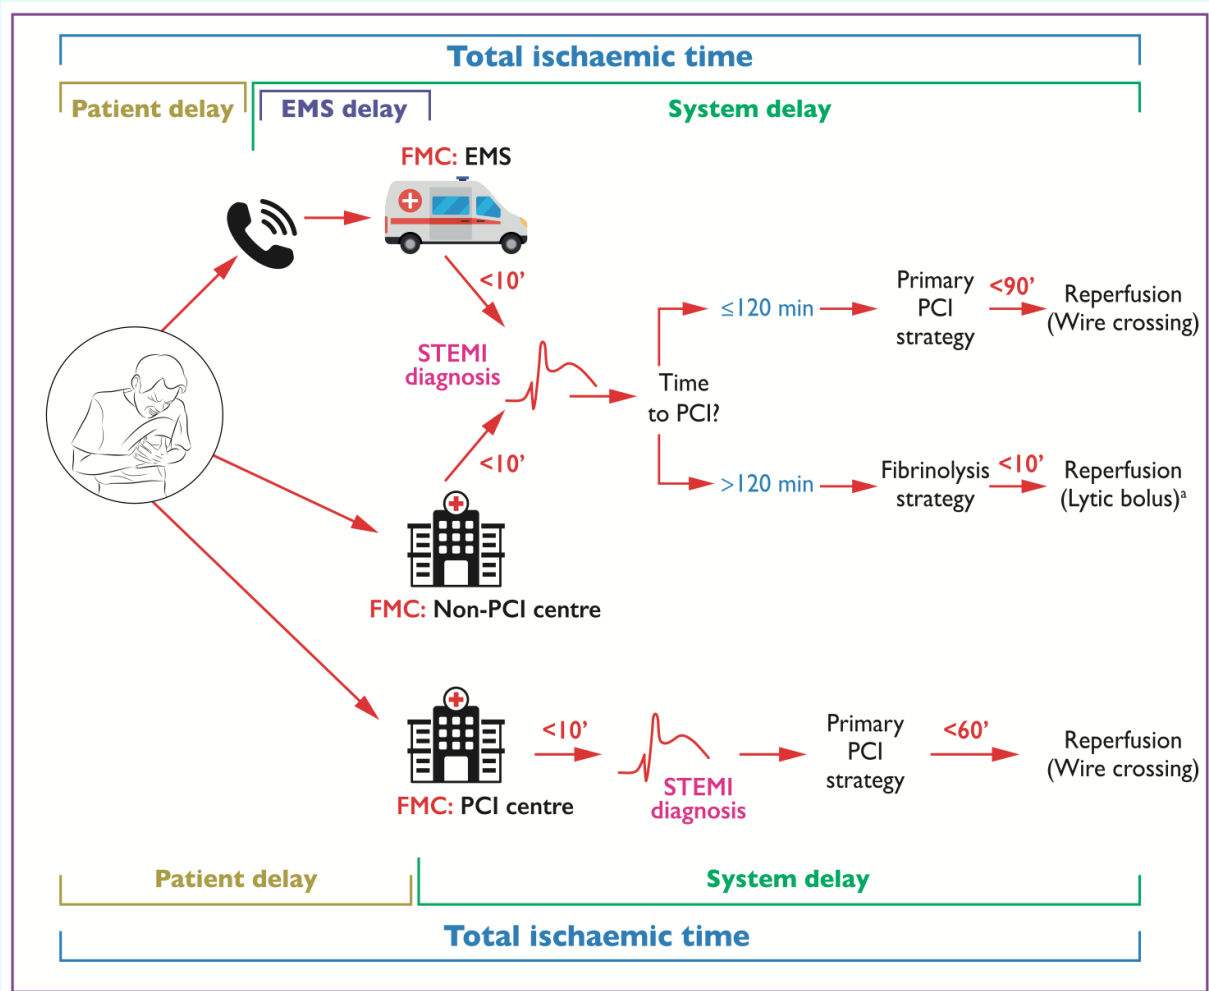 Total ischaemic time
Patient delay
EMS delay
System delay
FMC: EMS
<10’
STEMI
diagnosis
<10’
FMC: Non-PCI centre
Time
to PCI?
≤120 min
Primary
PCI
strategy
<90’
Reperfusion
(Wire crossing)
>120 min
Fibrinolysis
strategy
<10’
Reperfusion
(Lytic bolus)ᵃ
FMC: PCI centre
<10’
STEMI
diagnosis
Primary
PCI
strategy
<60’
Reperfusion
(Wire crossing)
Patient delay
System delay
Total ischaemic time